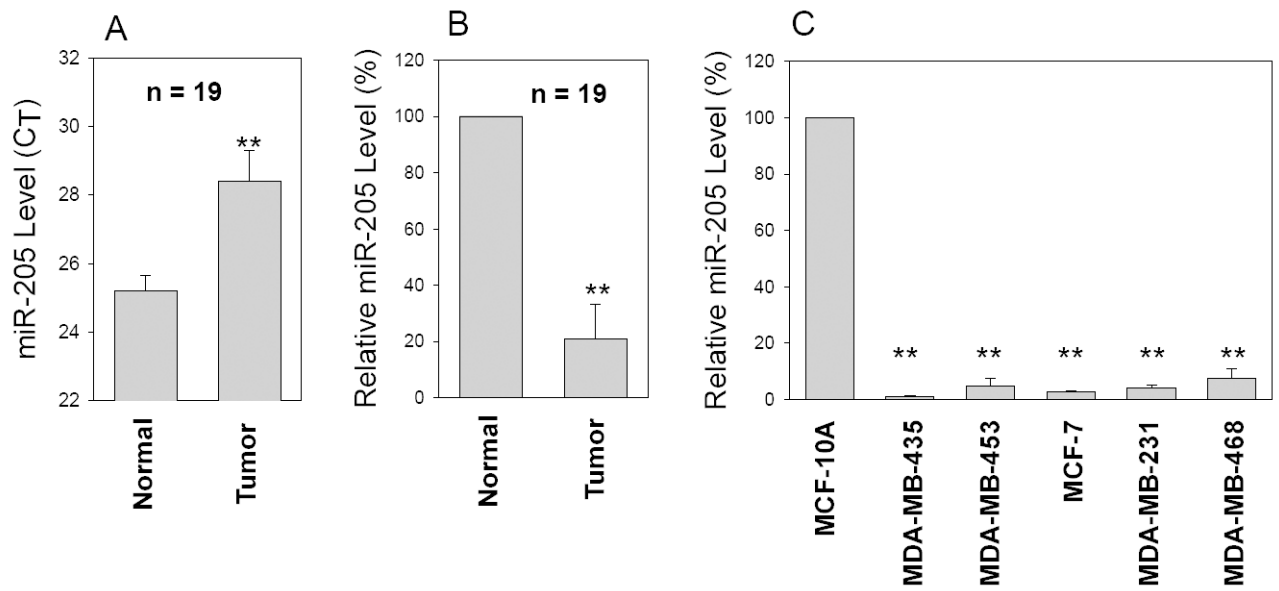 A
miR-205 Level (CT)
32
30
28
26
24
22
n = 19
**
Normal
Tumor
B
Relative miR-205 Level (%)
120
100
80
60
40
20
0
n = 19
**
Normal
Tumor
C
Relative miR-205 Level (%)
120
100
80
60
40
20
0
** ** ** ** **
MCF-10A
MDA-MB-435
MDA-MB-453
MCF-7
MDA-MB-231
MDA-MB-468